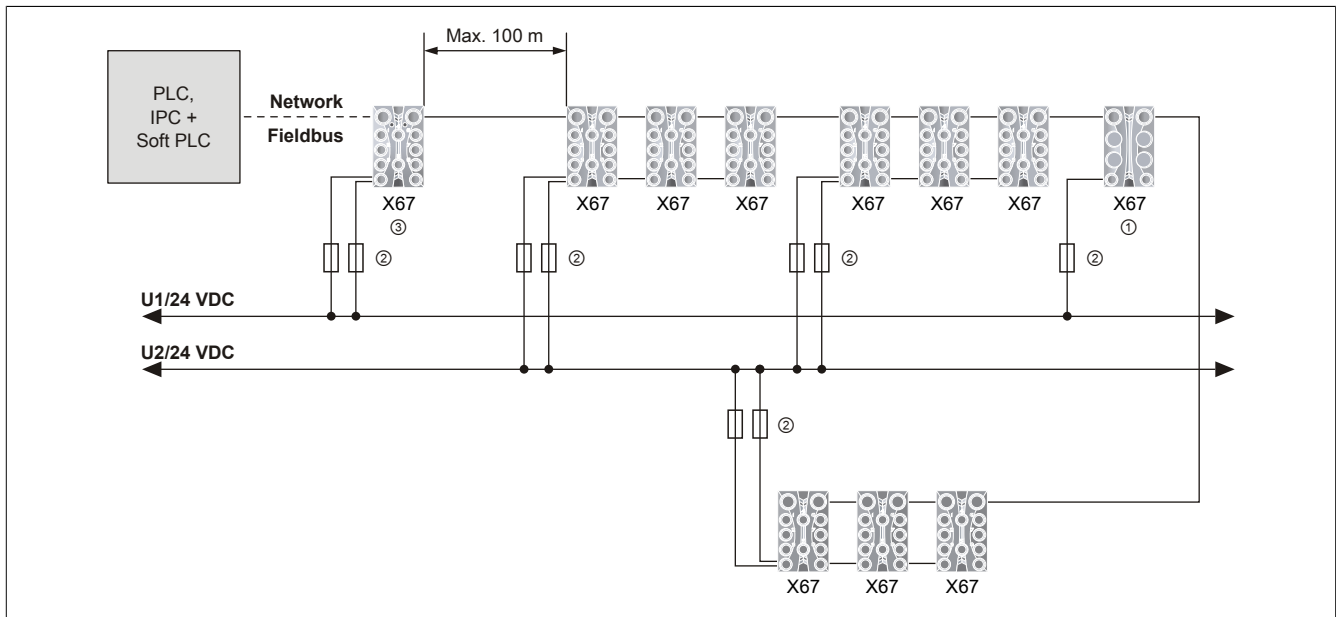 Max. 100 m
PLC,
IPC +
Soft PLC
Network
Fieldbus
X67
③
X67
X67
X67
X67
X67
X67
X67
①
②
②
②
②
U1/24 VDC
U2/24 VDC
②
X67
X67
X67